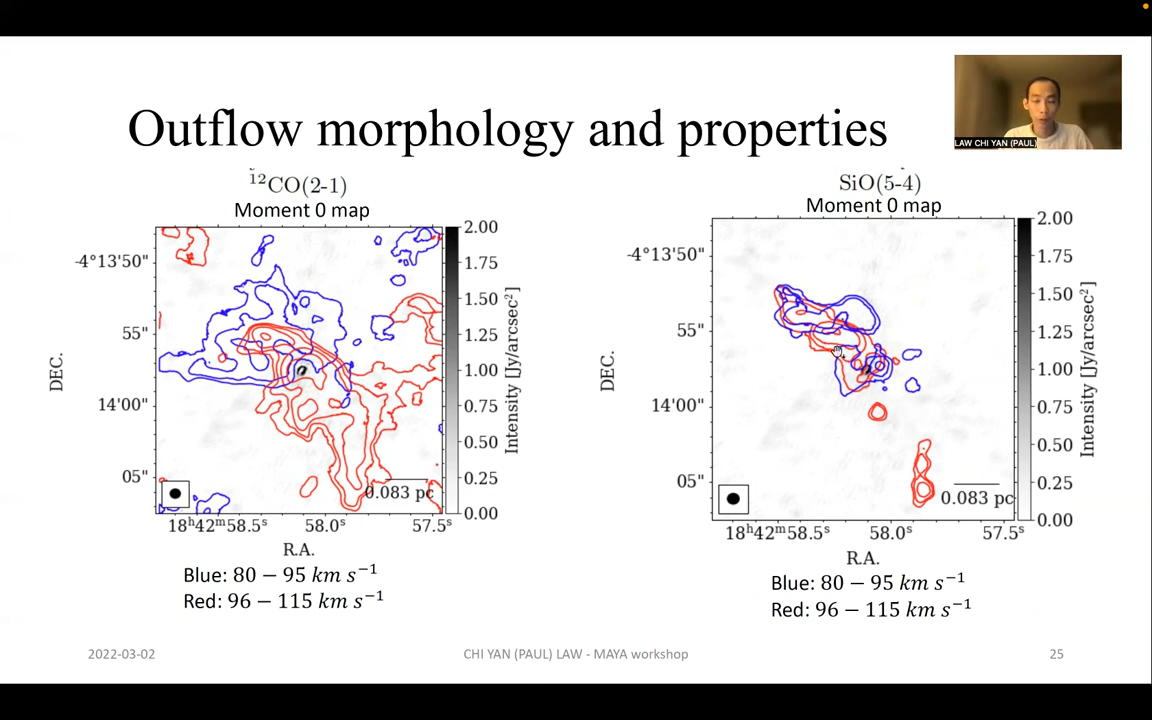 LAW CHI YAN (PAUL)
Outflow morphology and properties
¹²CO(2-1)
Moment 0 map
-4°13'50"
55"
14'00"
05"
DEC.
0.083 pc
18ʰ42ᵐ58.5ˢ
58.0ˢ
57.5ˢ
R.A.
2.00
1.75
1.50
1.25
1.00
0.75
0.50
0.25
0.00
Intensity [Jy/arcsec²]
Blue: 80 − 95 km s⁻¹
Red: 96 − 115 km s⁻¹
SiO(5-4)
Moment 0 map
-4°13'50"
55"
14'00"
05"
DEC.
0.083 pc
18ʰ42ᵐ58.5ˢ
58.0ˢ
57.5ˢ
R.A.
2.00
1.75
1.50
1.25
1.00
0.75
0.50
0.25
0.00
Intensity [Jy/arcsec²]
Blue: 80 − 95 km s⁻¹
Red: 96 − 115 km s⁻¹
2022-03-02
CHI YAN (PAUL) LAW - MAYA workshop
25